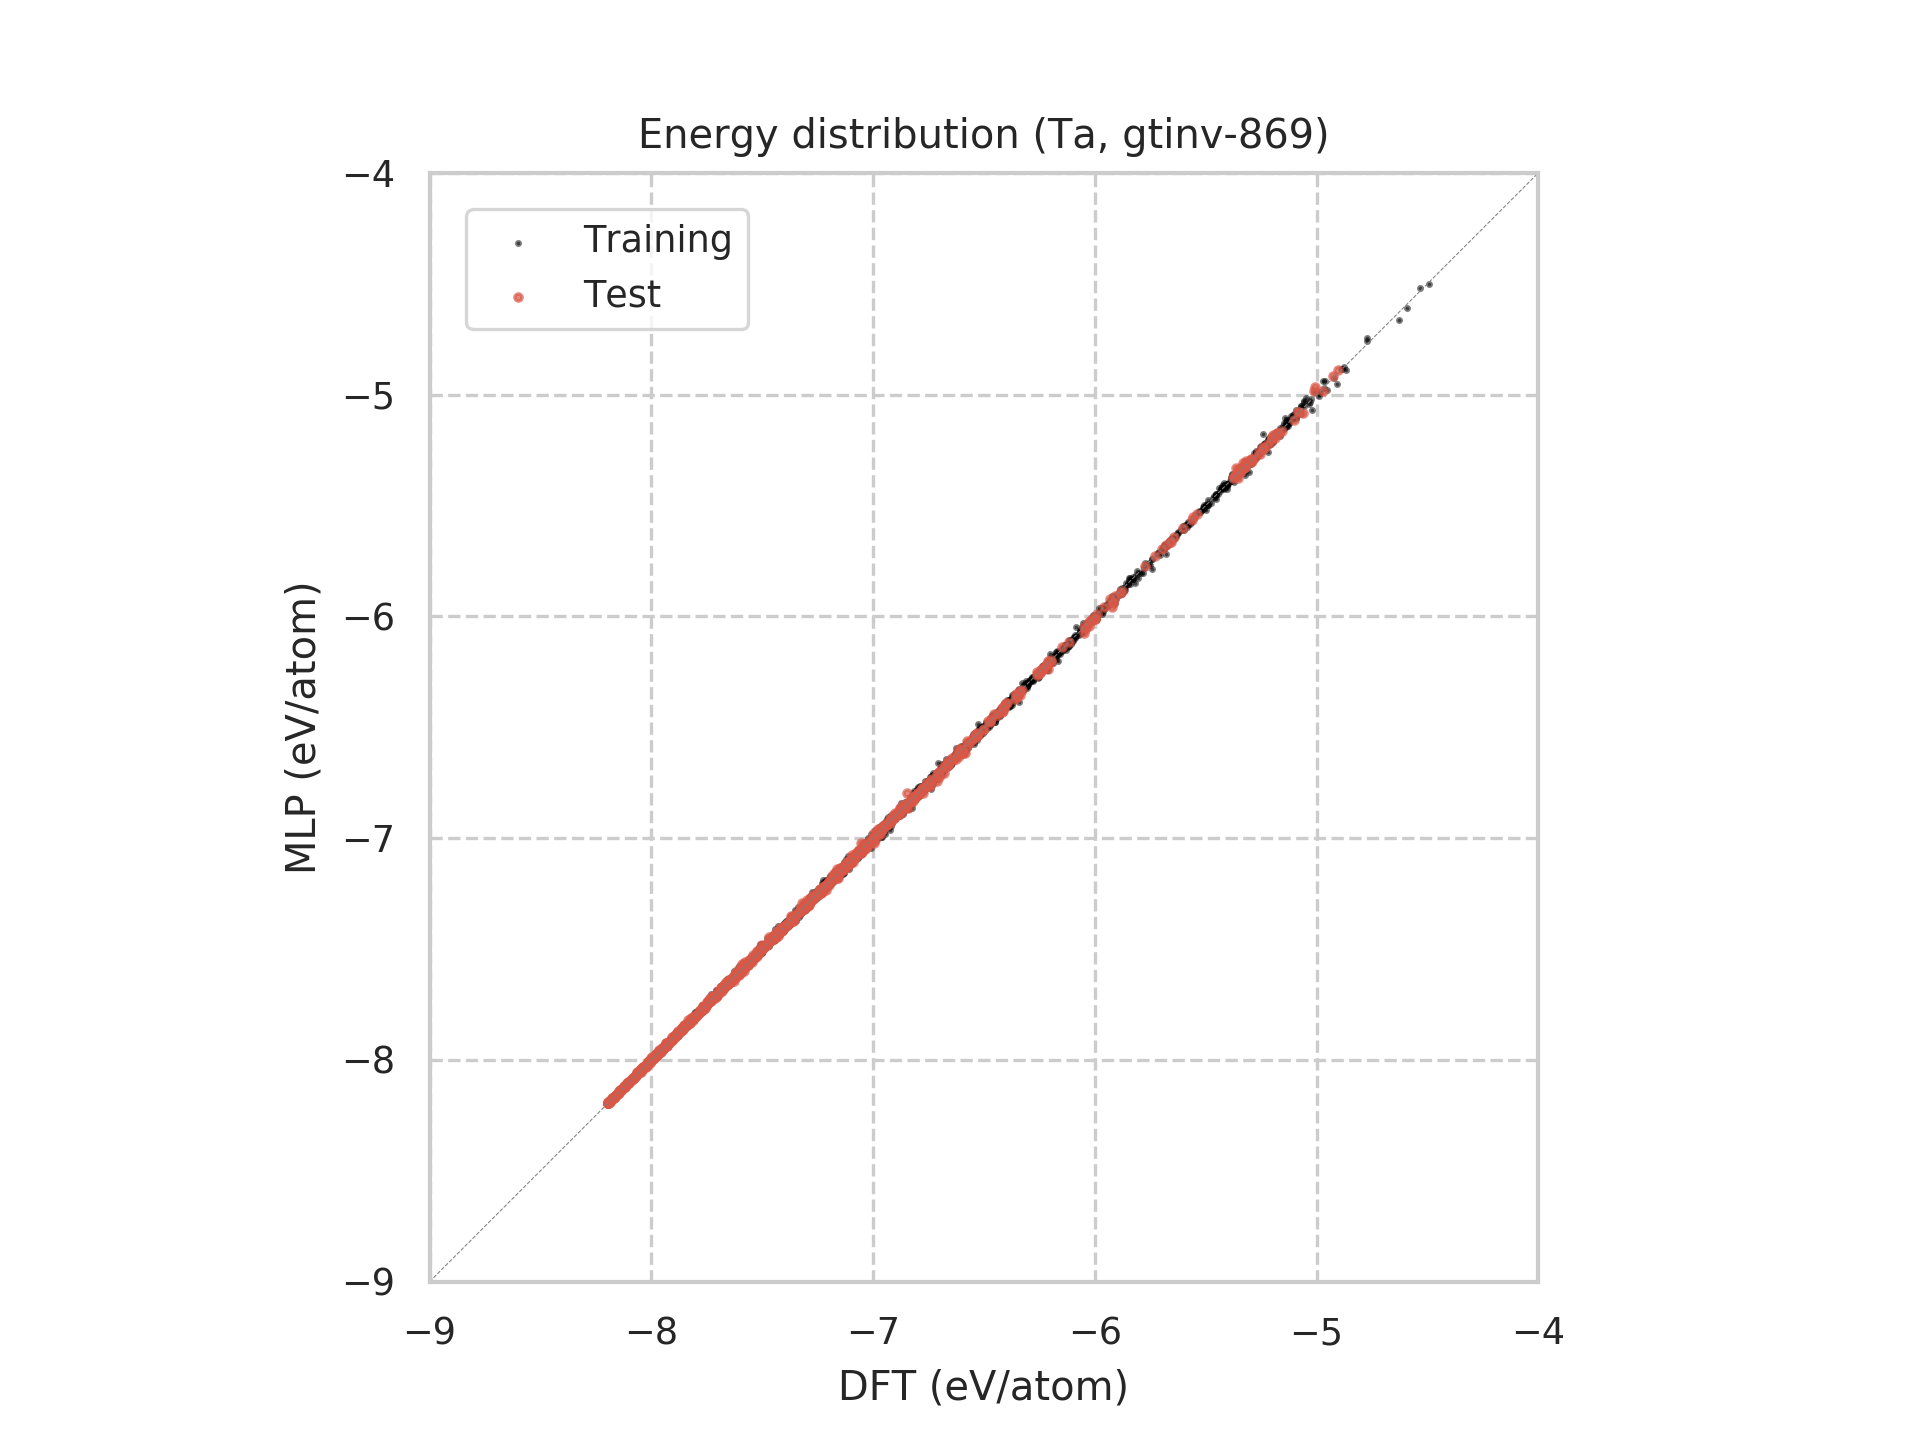 Energy distribution (Ta, gtinv-869)
Training
Test
−4
−5
−6
−7
−8
−9
MLP (eV/atom)
−9 −8 −7 −6 −5 −4
DFT (eV/atom)